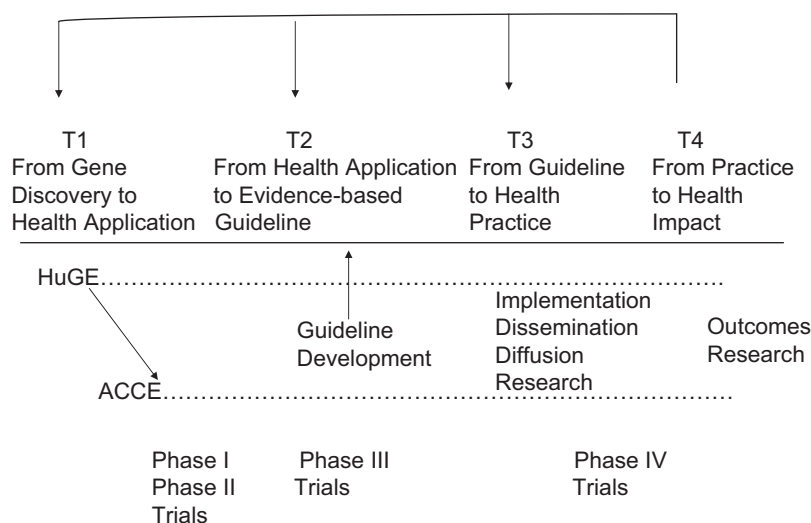 T1
From Gene
Discovery to
Health Application
T2
From Health Application
to Evidence-based
Guideline
T3
From Guideline
to Health
Practice
T4
From Practice
to Health
Impact
HuGE……………………………………………………………………….
Guideline
Development
Implementation
Dissemination
Diffusion
Research
Outcomes
Research
ACCE………………………………………………………………….
Phase I
Phase II
Trials
Phase III
Trials
Phase IV
Trials